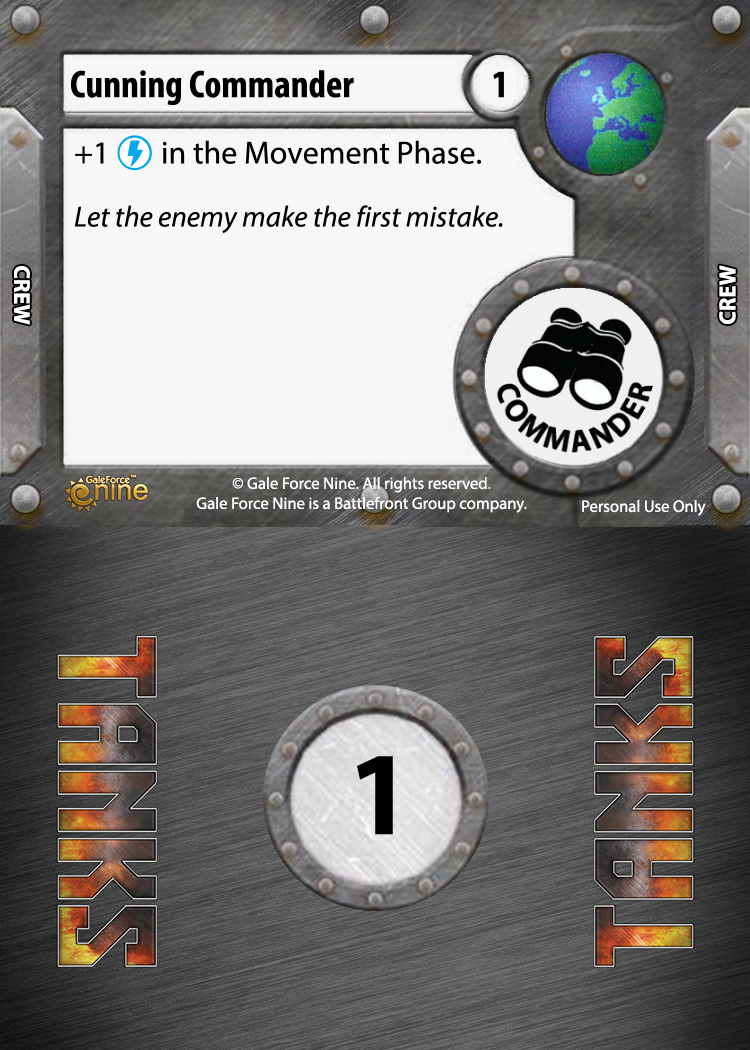 Cunning Commander
1
+1 in the Movement Phase.
Let the enemy make the first mistake.
CREW
CREW
COMMANDER
GaleForce™
nine
© Gale Force Nine. All rights reserved.
Gale Force Nine is a Battlefront Group company.
Personal Use Only
TANKS
1
TANKS